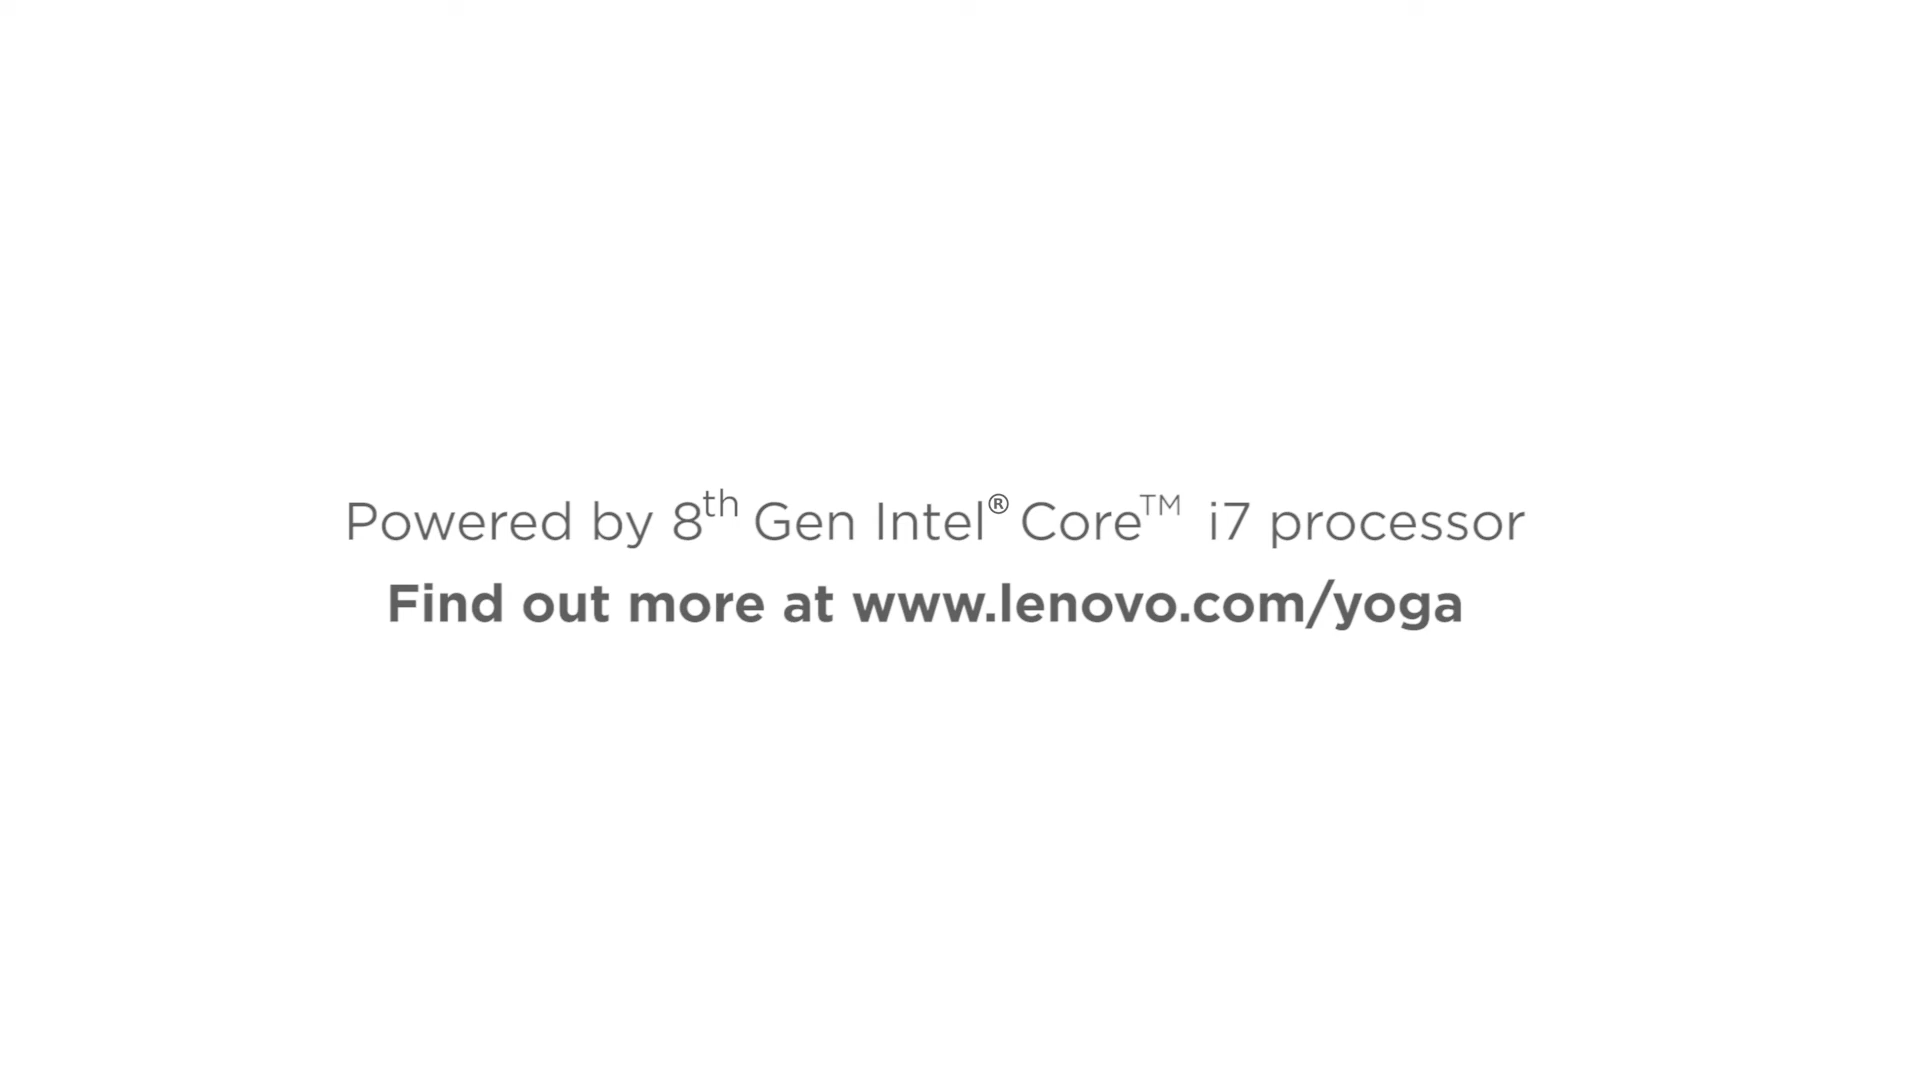 Powered by 8th Gen Intel® Core™ i7 processor
Find out more at www.lenovo.com/yoga